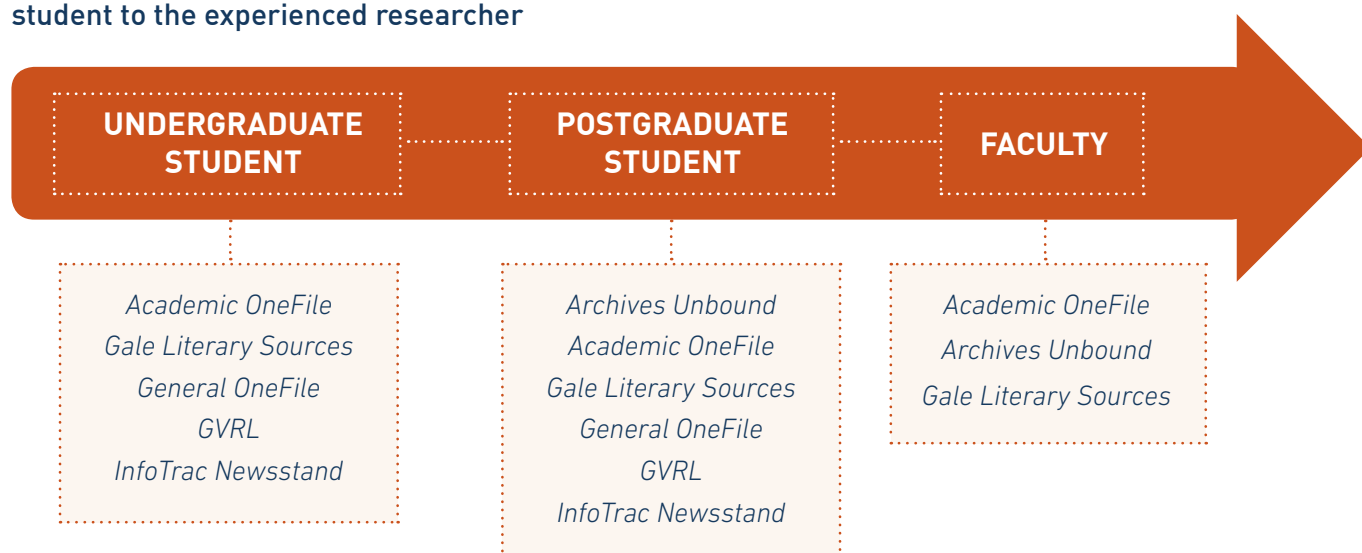 student to the experienced researcher
UNDERGRADUATE
STUDENT
POSTGRADUATE
STUDENT
FACULTY
Academic OneFile
Gale Literary Sources
General OneFile
GVRL
InfoTrac Newsstand
Archives Unbound
Academic OneFile
Gale Literary Sources
General OneFile
GVRL
InfoTrac Newsstand
Academic OneFile
Archives Unbound
Gale Literary Sources